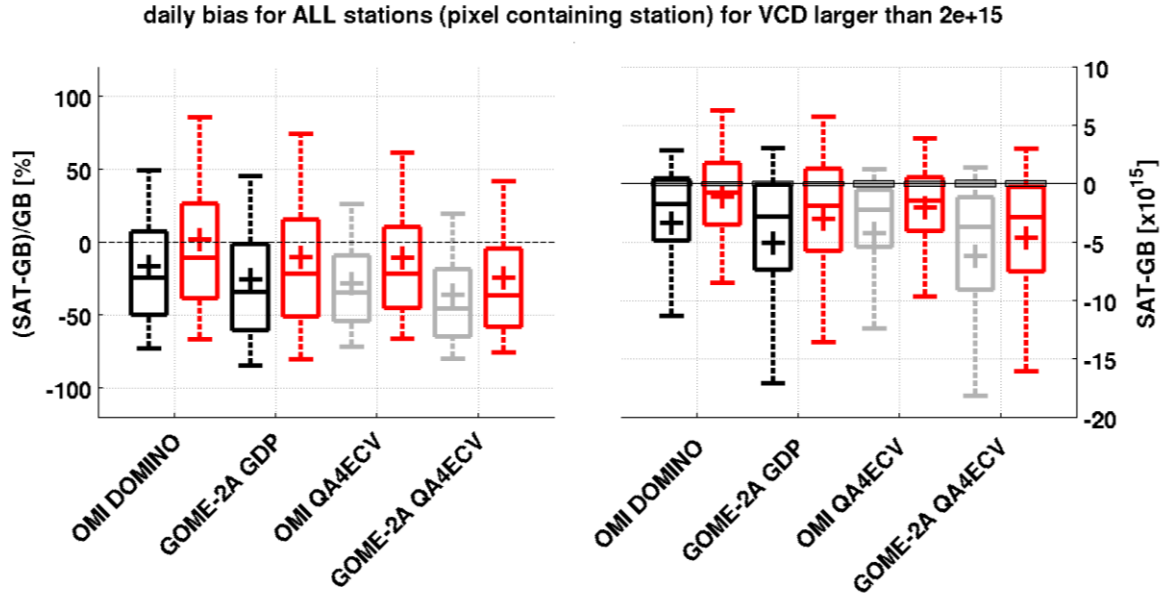 daily bias for ALL stations (pixel containing station) for VCD larger than 2e+15
(SAT-GB)/GB [%]
100
50
0
-50
-100
OMI DOMINO
GOME-2A GDP
OMI QA4ECV
GOME-2A QA4ECV
10
5
0
-5
-10
-15
-20
SAT-GB [x10¹⁵]
OMI DOMINO
GOME-2A GDP
OMI QA4ECV
GOME-2A QA4ECV